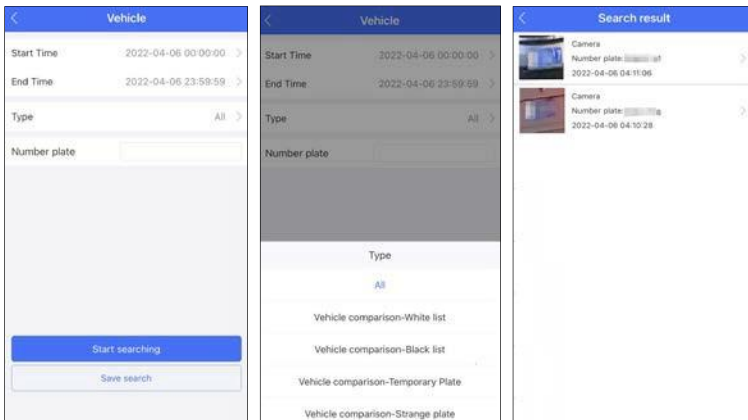 Vehicle
Start Time 2022-04-06 00:00:00
End Time 2022-04-06 23:59:59
Type All
Number plate
Start searching
Save search
Vehicle
Start Time 2022-04-06 00:00:00
End Time 2022-04-06 23:59:59
Type All
Number plate
Type
All
Vehicle comparison-White list
Vehicle comparison-Black list
Vehicle comparison-Temporary Plate
Vehicle comparison-Strange plate
Search result
Camera
Number plate:
2022-04-06 04:11:06
Camera
Number plate:
2022-04-06 04:10:28